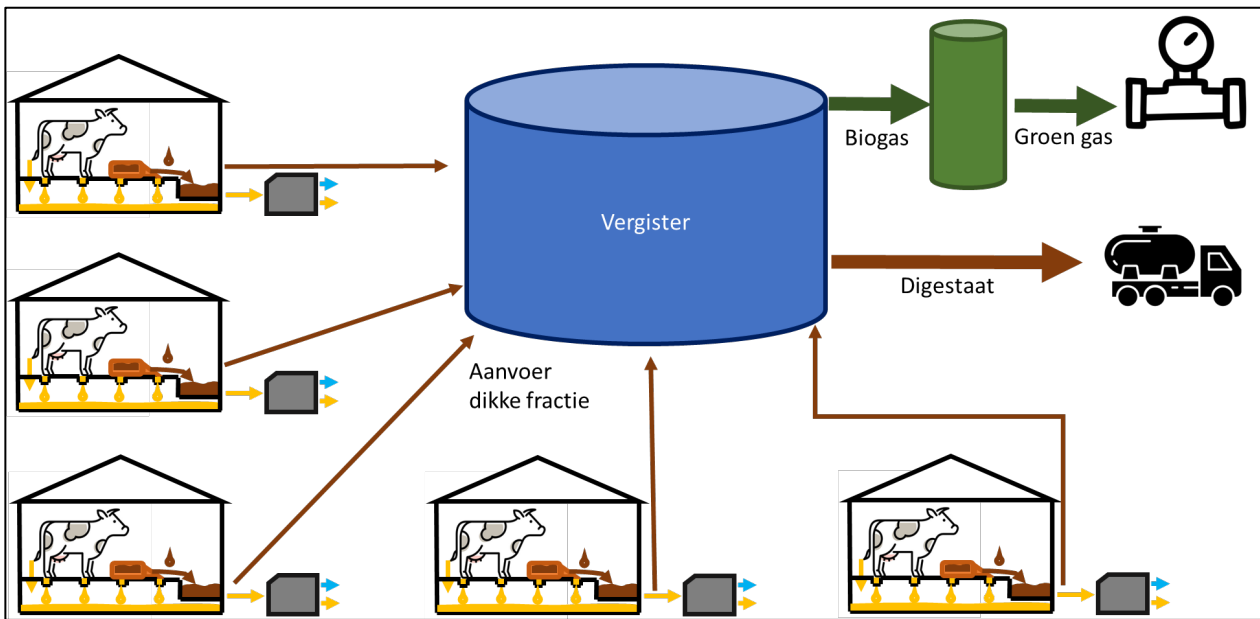 Biogas
Groen gas
Vergister
Digestaat
Aanvoer
dikke fractie